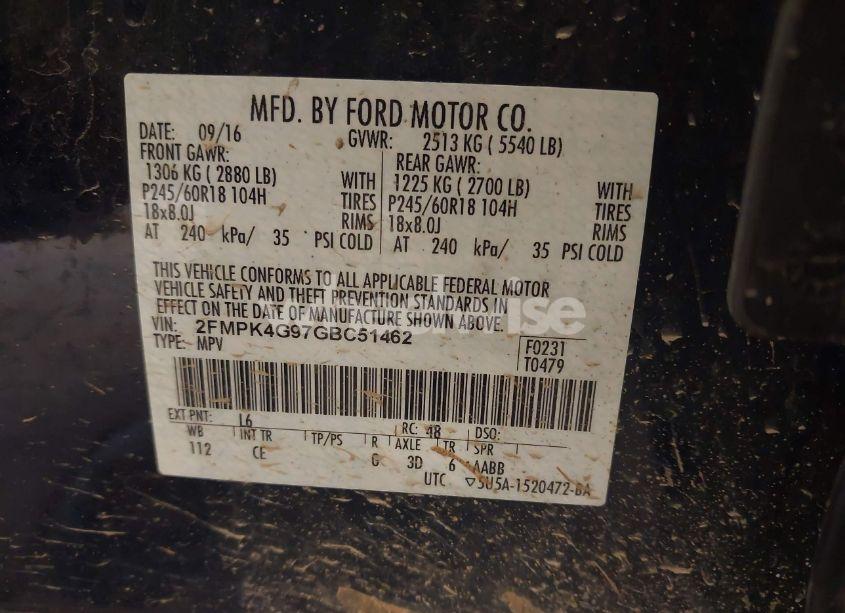 MFD. BY FORD MOTOR CO.
DATE: 09/16 GVWR: 2513 KG ( 5540 LB)
FRONT GAWR: REAR GAWR:
1306 KG ( 2880 LB) WITH 1225 KG ( 2700 LB) WITH
P245/60R18 104H TIRES P245/60R18 104H TIRES
18x8.0J RIMS 18x8.0J RIMS
AT 240 kPa/ 35 PSI COLD AT 240 kPa/ 35 PSI COLD
THIS VEHICLE CONFORMS TO ALL APPLICABLE FEDERAL MOTOR
VEHICLE SAFETY AND THEFT PREVENTION STANDARDS IN
EFFECT ON THE DATE OF MANUFACTURE SHOWN ABOVE.
VIN: 2FMPK4G97GBC51462
TYPE: MPV
F0231
T0479
EXT PNT: 16 RC: 48 DSO:
WB INT TR TP/PS R AXLE TR SPR
112 CE G 3D 6 AABB
UTC ▽5U5A-1520472-BA